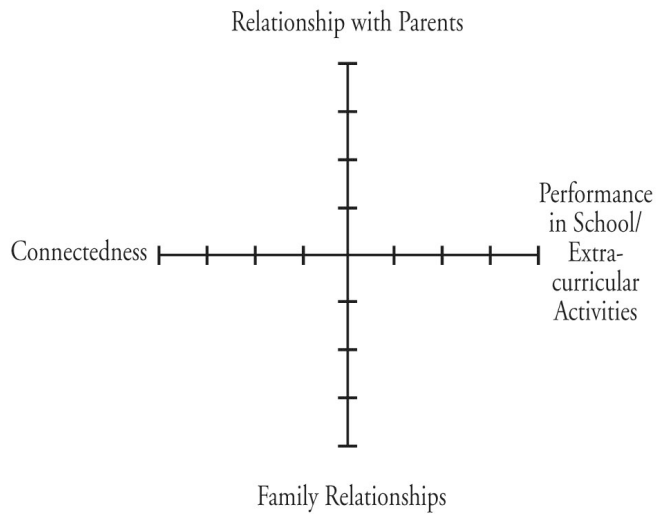 Relationship with Parents
Connectedness
Performance
in School/
Extra-
curricular
Activities
Family Relationships